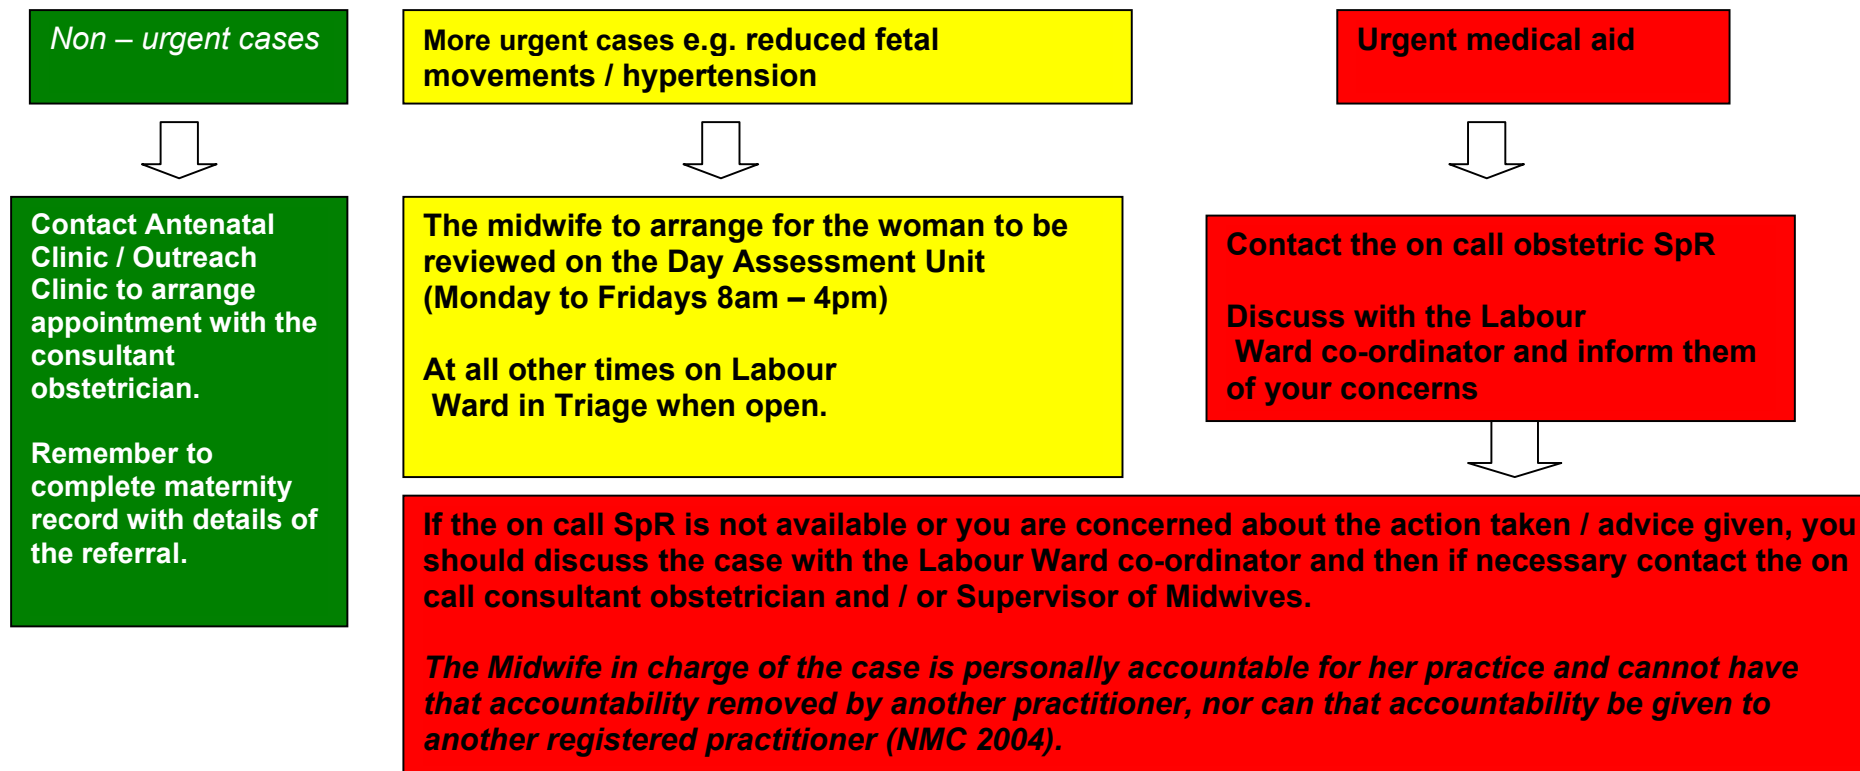 Non – urgent cases
More urgent cases e.g. reduced fetal
movements / hypertension
Urgent medical aid
Contact Antenatal
Clinic / Outreach
Clinic to arrange
appointment with the
consultant
obstetrician.
Remember to
complete maternity
record with details of
the referral.
The midwife to arrange for the woman to be
reviewed on the Day Assessment Unit
(Monday to Fridays 8am – 4pm)
At all other times on Labour
Ward in Triage when open.
Contact the on call obstetric SpR
Discuss with the Labour
Ward co-ordinator and inform them
of your concerns
If the on call SpR is not available or you are concerned about the action taken / advice given, you
should discuss the case with the Labour Ward co-ordinator and then if necessary contact the on
call consultant obstetrician and / or Supervisor of Midwives.
The Midwife in charge of the case is personally accountable for her practice and cannot have
that accountability removed by another practitioner, nor can that accountability be given to
another registered practitioner (NMC 2004).